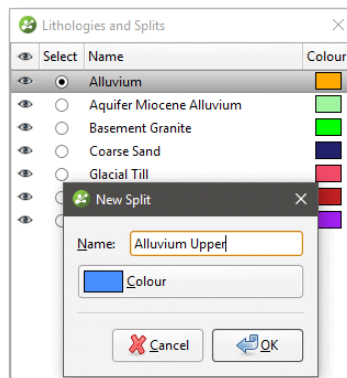 Lithologies and Splits
Select Name Colour
Alluvium
Aquifer Miocene Alluvium
Basement Granite
Coarse Sand
Glacial Till
New Split
Name: Alluvium Upper
Colour
Cancel OK